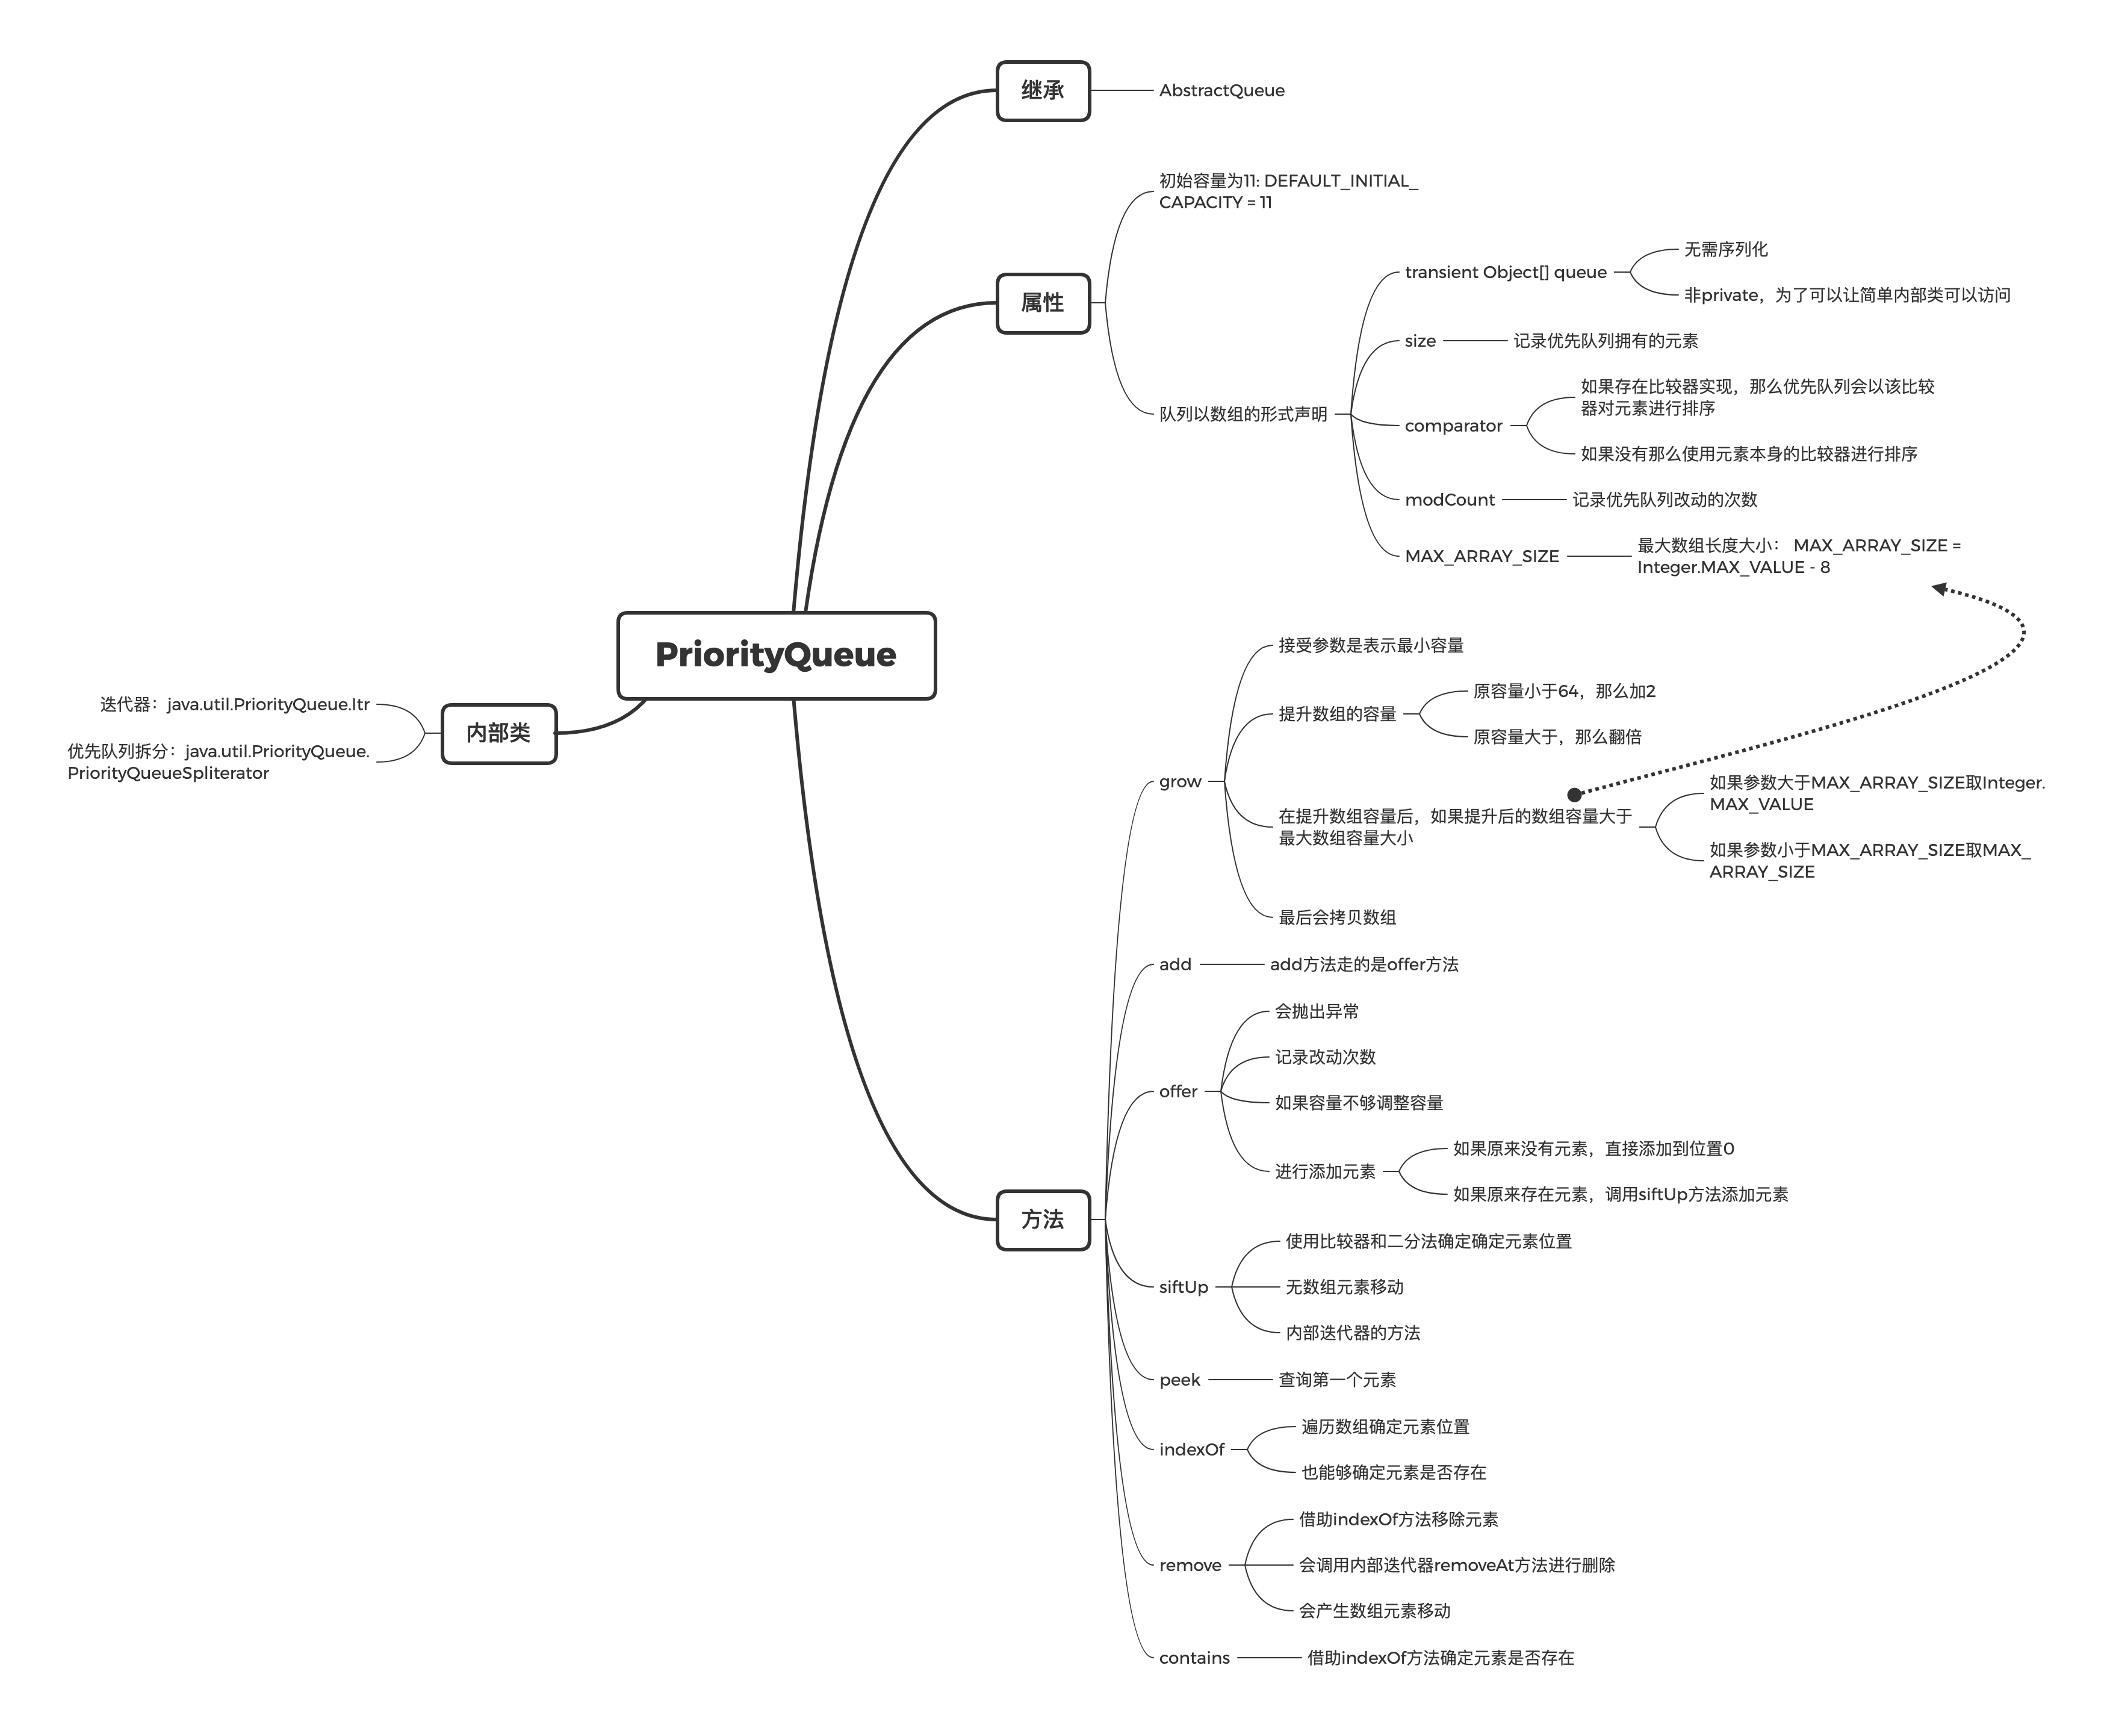 继承
AbstractQueue
初始容量为11: DEFAULT_INITIAL_
CAPACITY = 11
属性
队列以数组的形式声明
transient Object[] queue
无需序列化
非private，为了可以让简单内部类可以访问
size
记录优先队列拥有的元素
comparator
如果存在比较器实现，那么优先队列会以该比较
器对元素进行排序
如果没有那么使用元素本身的比较器进行排序
modCount
记录优先队列改动的次数
MAX_ARRAY_SIZE
最大数组长度大小： MAX_ARRAY_SIZE =
Integer.MAX_VALUE - 8
PriorityQueue
内部类
迭代器：java.util.PriorityQueue.Itr
优先队列拆分：java.util.PriorityQueue.
PriorityQueueSpliterator
方法
grow
接受参数是表示最小容量
提升数组的容量
原容量小于64，那么加2
原容量大于，那么翻倍
在提升数组容量后，如果提升后的数组容量大于
最大数组容量大小
如果参数大于MAX_ARRAY_SIZE取Integer.
MAX_VALUE
如果参数小于MAX_ARRAY_SIZE取MAX_
ARRAY_SIZE
最后会拷贝数组
add
add方法走的是offer方法
offer
会抛出异常
记录改动次数
如果容量不够调整容量
进行添加元素
如果原来没有元素，直接添加到位置0
如果原来存在元素，调用siftUp方法添加元素
siftUp
使用比较器和二分法确定确定元素位置
无数组元素移动
内部迭代器的方法
peek
查询第一个元素
indexOf
遍历数组确定元素位置
也能够确定元素是否存在
remove
借助indexOf方法移除元素
会调用内部迭代器removeAt方法进行删除
会产生数组元素移动
contains
借助indexOf方法确定元素是否存在